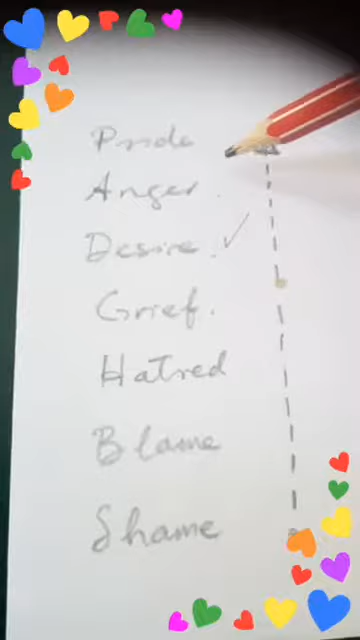 Pride
Anger.
Desire. ✓
Grief.
Hatred
Blame
Shame